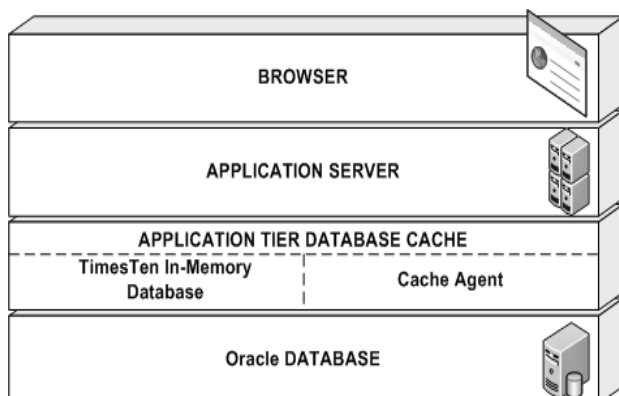 BROWSER
APPLICATION SERVER
APPLICATION TIER DATABASE CACHE
TimesTen In-Memory
Database
Cache Agent
Oracle DATABASE